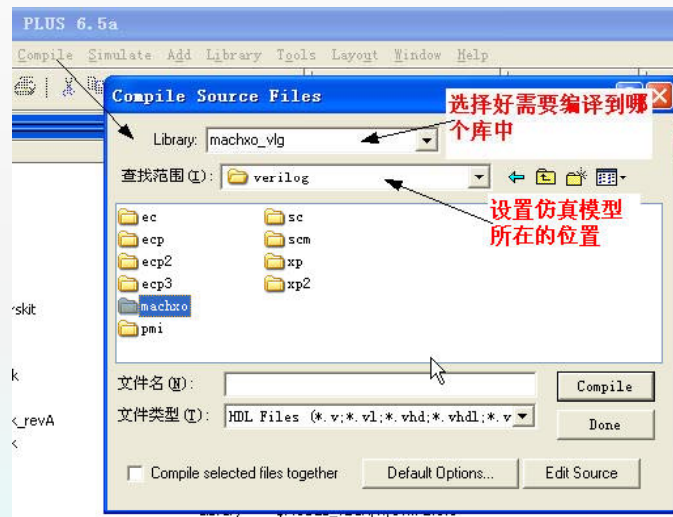 PLUS 6.5a
Compile Simulate Add Library Tools Layout Window Help
Compile Source Files
选择好需要编译到哪
个库中
Library: machxo_vlg
查找范围(I): verilog
设置仿真模型
所在的位置
ec
ecp
ecp2
ecp3
machxo
pmi
sc
scm
xp
xp2
rskit
k
k_revA
文件名(N):
Compile
文件类型(T): HDL Files (*.v;*.vl;*.vhd;*.vhdl;*.v
Done
Compile selected files together
Default Options...
Edit Source